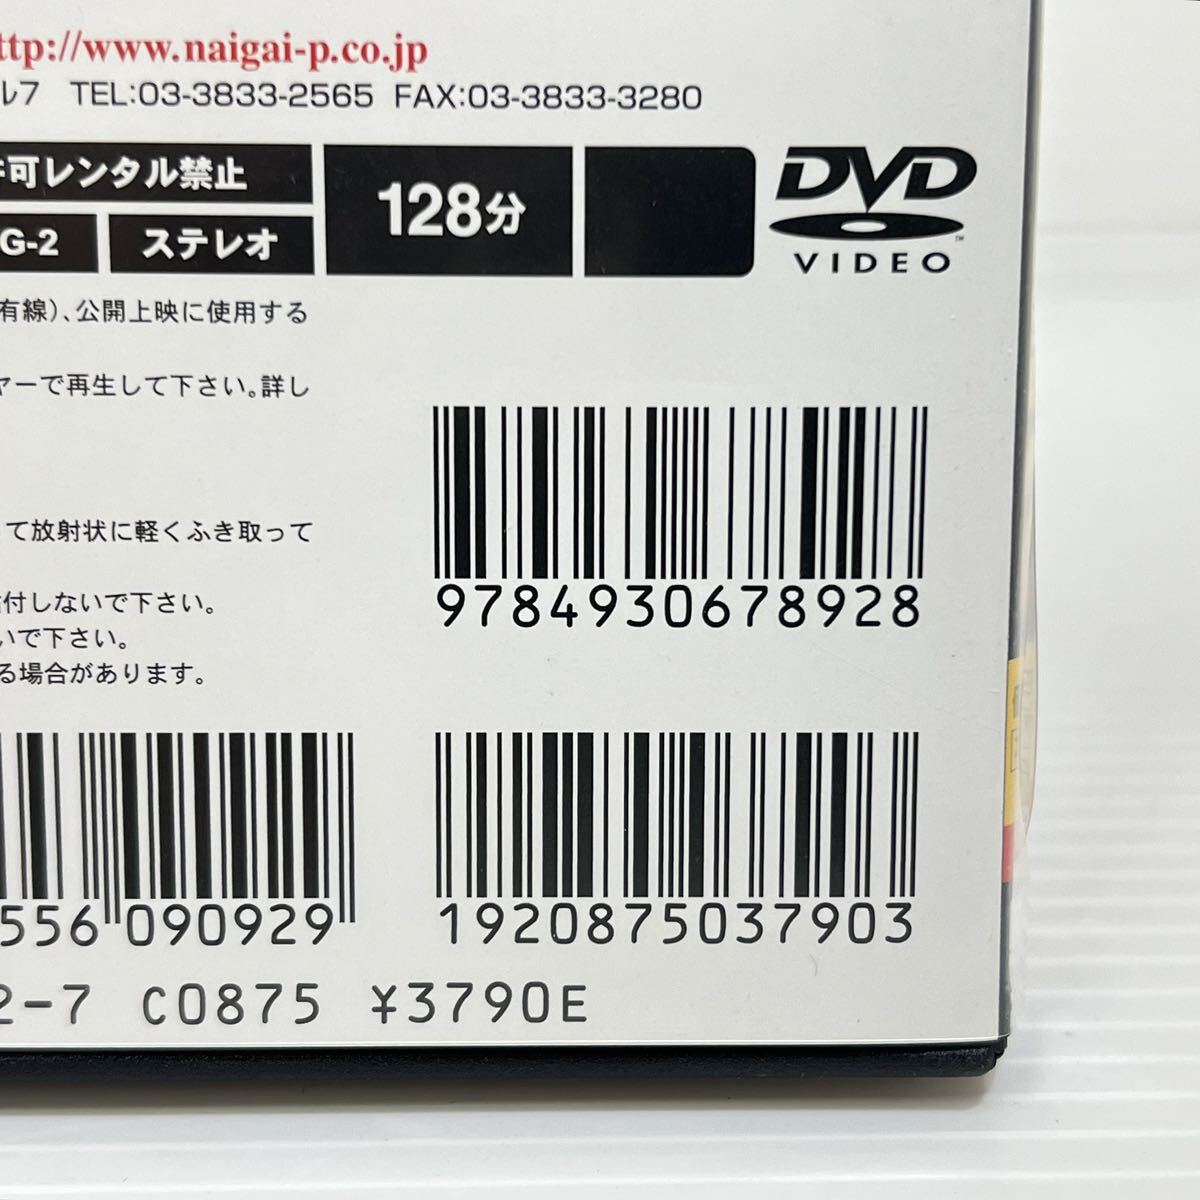 ttp://www.naigai-p.co.jp
ル7 TEL:03-3833-2565 FAX:03-3833-3280
許可レンタル禁止
128分
G-2
ステレオ
DVD
VIDEO
有線)、公開上映に使用する
ヤーで再生して下さい。詳し
て放射状に軽くふき取って
付しないで下さい。
いで下さい。
る場合があります。
9784930678928
556 090929
1920875037903
2-7 C0875 ¥3790E